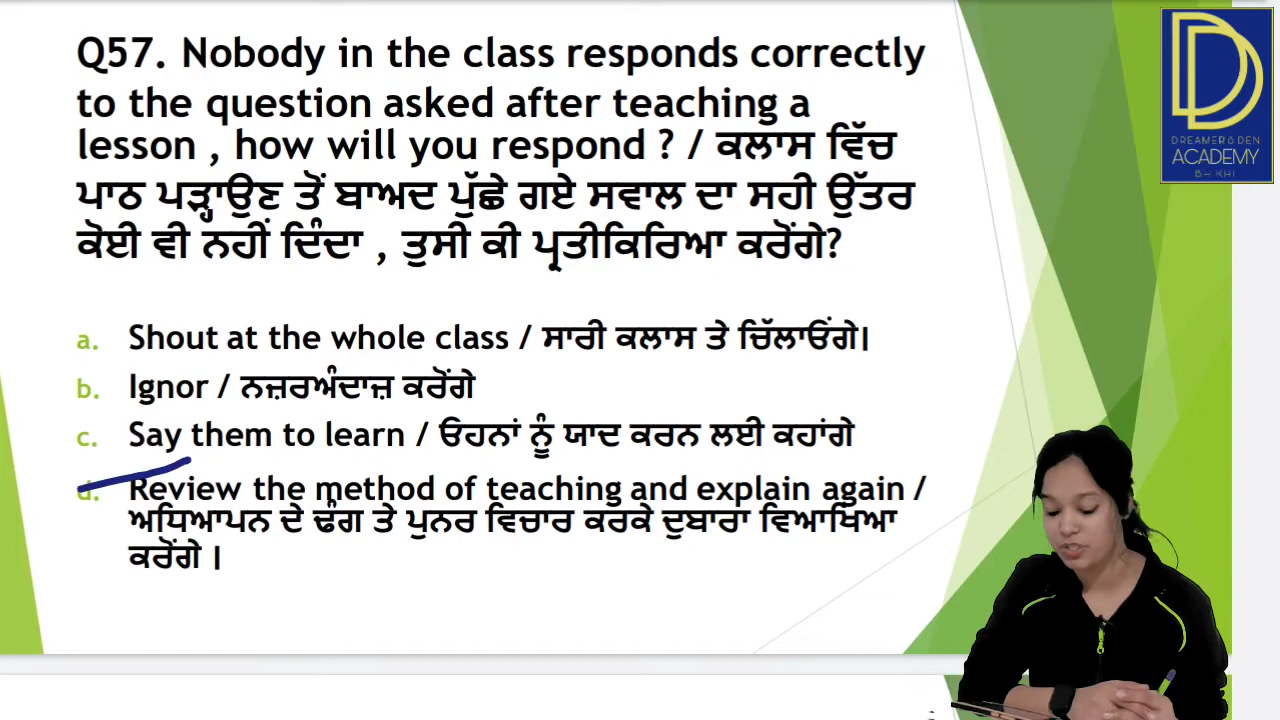 Q57. Nobody in the class responds correctly
to the question asked after teaching a
lesson , how will you respond ? / ਕਲਾਸ ਵਿੱਚ
ਪਾਠ ਪੜ੍ਹਾਉਣ ਤੋਂ ਬਾਅਦ ਪੁੱਛੇ ਗਏ ਸਵਾਲ ਦਾ ਸਹੀ ਉੱਤਰ
ਕੋਈ ਵੀ ਨਹੀਂ ਦਿੰਦਾ , ਤੁਸੀ ਕੀ ਪ੍ਰਤੀਕਿਰਿਆ ਕਰੋਂਗੇ?
a. Shout at the whole class / ਸਾਰੀ ਕਲਾਸ ਤੇ ਚਿੱਲਾਓਂਗੇ।
b. Ignor / ਨਜ਼ਰਅੰਦਾਜ਼ ਕਰੋਂਗੇ
c. Say them to learn / ਓਹਨਾਂ ਨੂੰ ਯਾਦ ਕਰਨ ਲਈ ਕਹਾਂਗੇ
d. Review the method of teaching and explain again /
ਅਧਿਆਪਨ ਦੇ ਢੰਗ ਤੇ ਪੁਨਰ ਵਿਚਾਰ ਕਰਕੇ ਦੁਬਾਰਾ ਵਿਆਖਿਆ
ਕਰੋਂਗੇ ।
ACADEMY